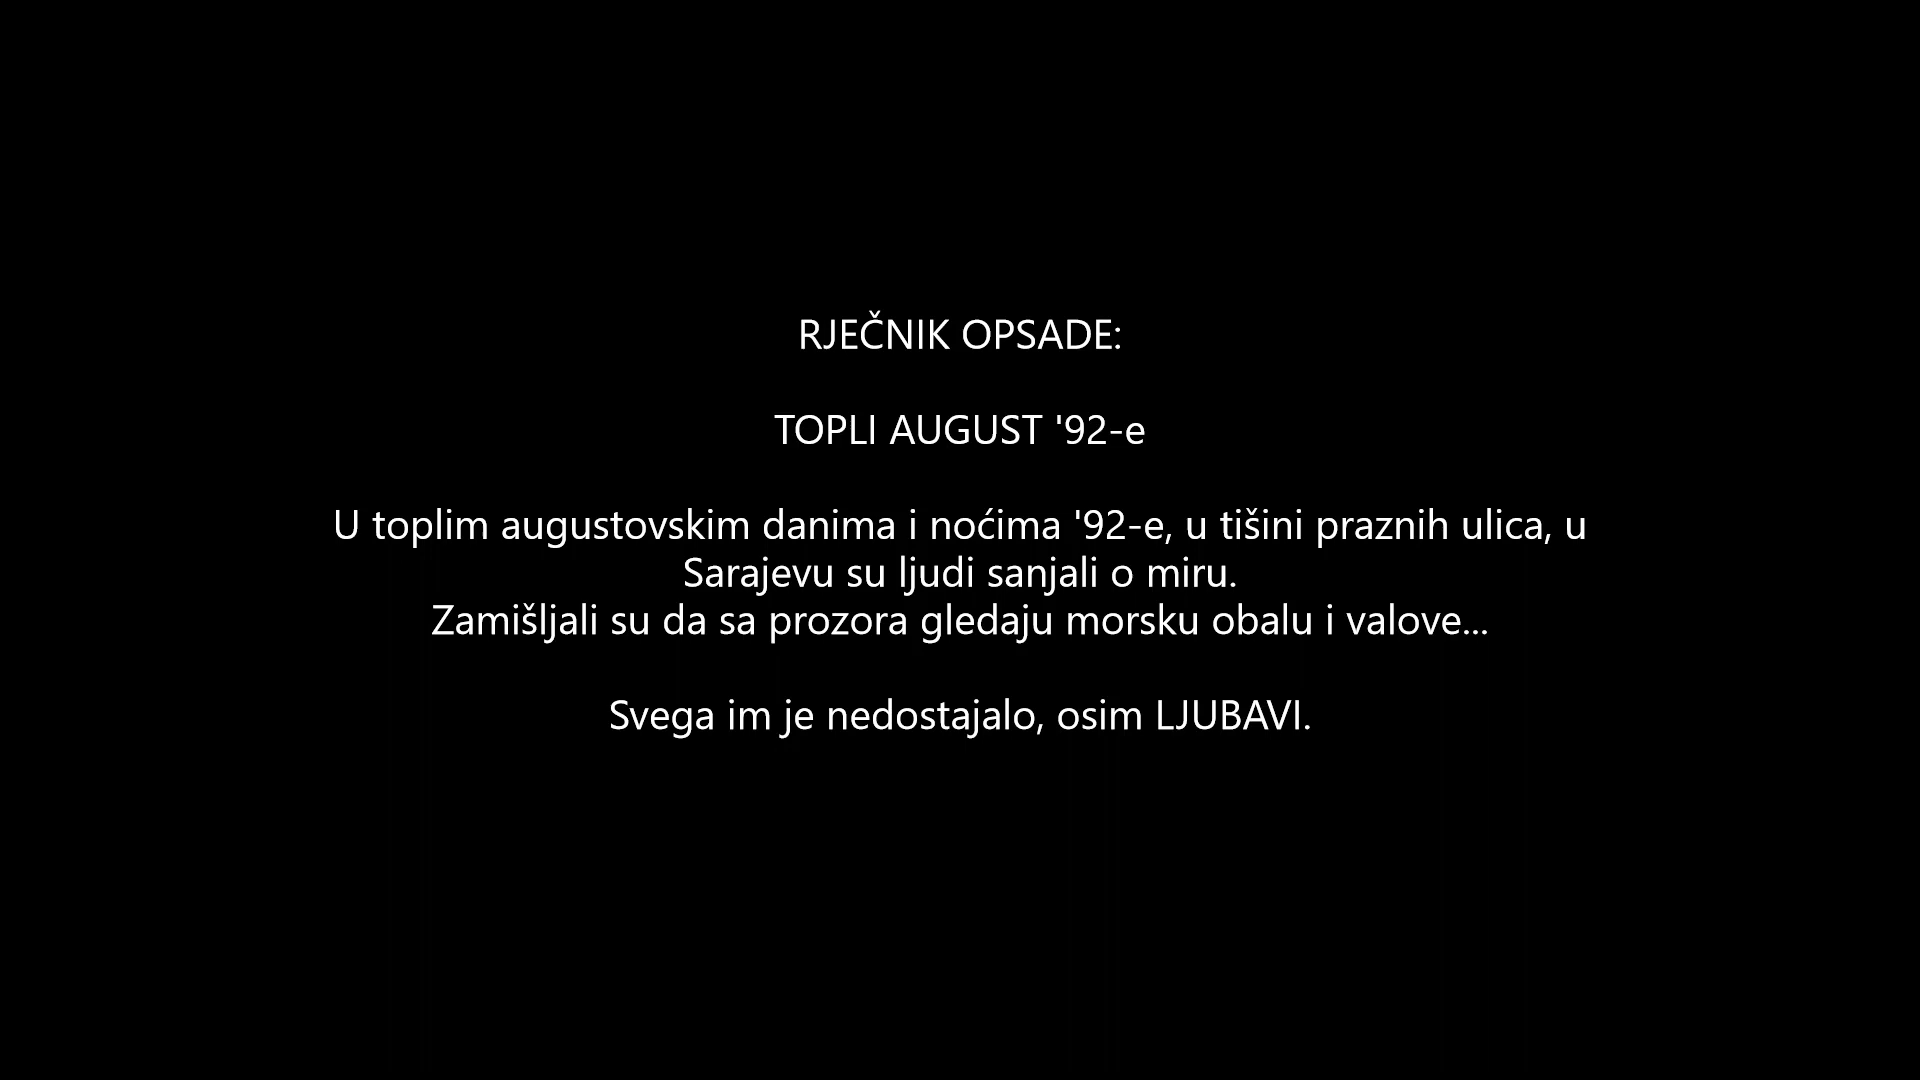 RJEČNIK OPSADE:
TOPLI AUGUST '92-e
U toplim augustovskim danima i noćima '92-e, u tišini praznih ulica, u
Sarajevu su ljudi sanjali o miru.
Zamišljali su da sa prozora gledaju morsku obalu i valove...
Svega im je nedostajalo, osim LJUBAVI.